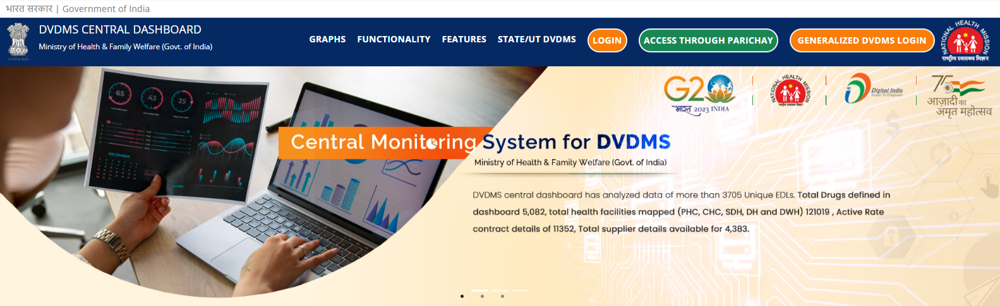 भारत सरकार | Government of India
DVDMS CENTRAL DASHBOARD
Ministry of Health & Family Welfare (Govt. of India)
GRAPHS FUNCTIONALITY FEATURES STATE/UT DVDMS LOGIN ACCESS THROUGH PARICHAY GENERALIZED DVDMS LOGIN
NATIONAL HEALTH MISSION
राष्ट्रीय स्वास्थ्य मिशन
G20
भारत 2023 INDIA
NATIONAL HEALTH MISSION
राष्ट्रीय स्वास्थ्य मिशन
Digital India
Power To Empower
75
आज़ादी का
अमृत महोत्सव
65
43
25
DECEMBER
ALARM
Central Monitoring System for DVDMS
Ministry of Health & Family Welfare (Govt. of India)
DVDMS central dashboard has analyzed data of more than 3705 Unique EDLs. Total Drugs defined in
dashboard 5,082, total health facilities mapped (PHC, CHC, SDH, DH and DWH) 121019 , Active Rate
contract details of 11352, Total supplier details available for 4,383.